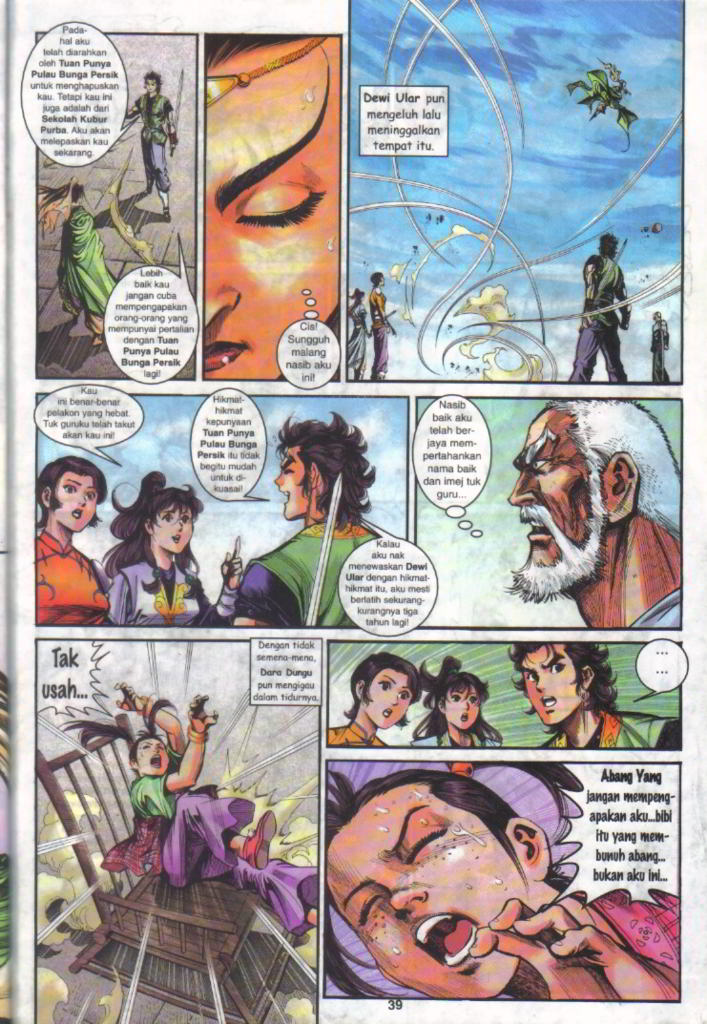 Pada-
hal aku
telah diarahkan
oleh Tuan Punya
Pulau Bunga Persik
untuk menghapuskan
kau. Tetapi kau ini
juga adalah dari
Sekolah Kubur
Purba. Aku akan
melepaskan kau
sekarang.
Lebih
baik kau
jangan cuba
mempengapakan
orang-orang yang
mempunyai pertalian
dengan Tuan
Punya Pulau
Bunga Persik
lagi!
Cis!
Sungguh
malang
nasib aku
ini!
Dewi Ular pun
mengeluh lalu
meninggalkan
tempat itu.
Kau
ini benar-benar
pelakon yang hebat.
Tuk guruku telah takut
akan kau ini!
Hikmat-
hikmat
kepunyaan
Tuan Punya
Pulau Bunga
Persik itu tidak
begitu mudah
untuk di-
kuasai!
Kalau
aku nak
menewaskan Dewi
Ular dengan hikmat-
hikmat itu, aku mesti
berlatih sekurang-
kurangnya tiga
tahun lagi!
Nasib
baik aku
telah ber-
jaya mem-
pertahankan
nama baik
dan imej tuk
guru...
Tak
usah...
Dengan tidak
semena-mena,
Dara Dungu
pun mengigau
dalam tidurnya.
...
...
Abang Yang
jangan mempeng-
apakan aku...bibi
itu yang mem-
bunuh abang...
bukan aku ini...
39